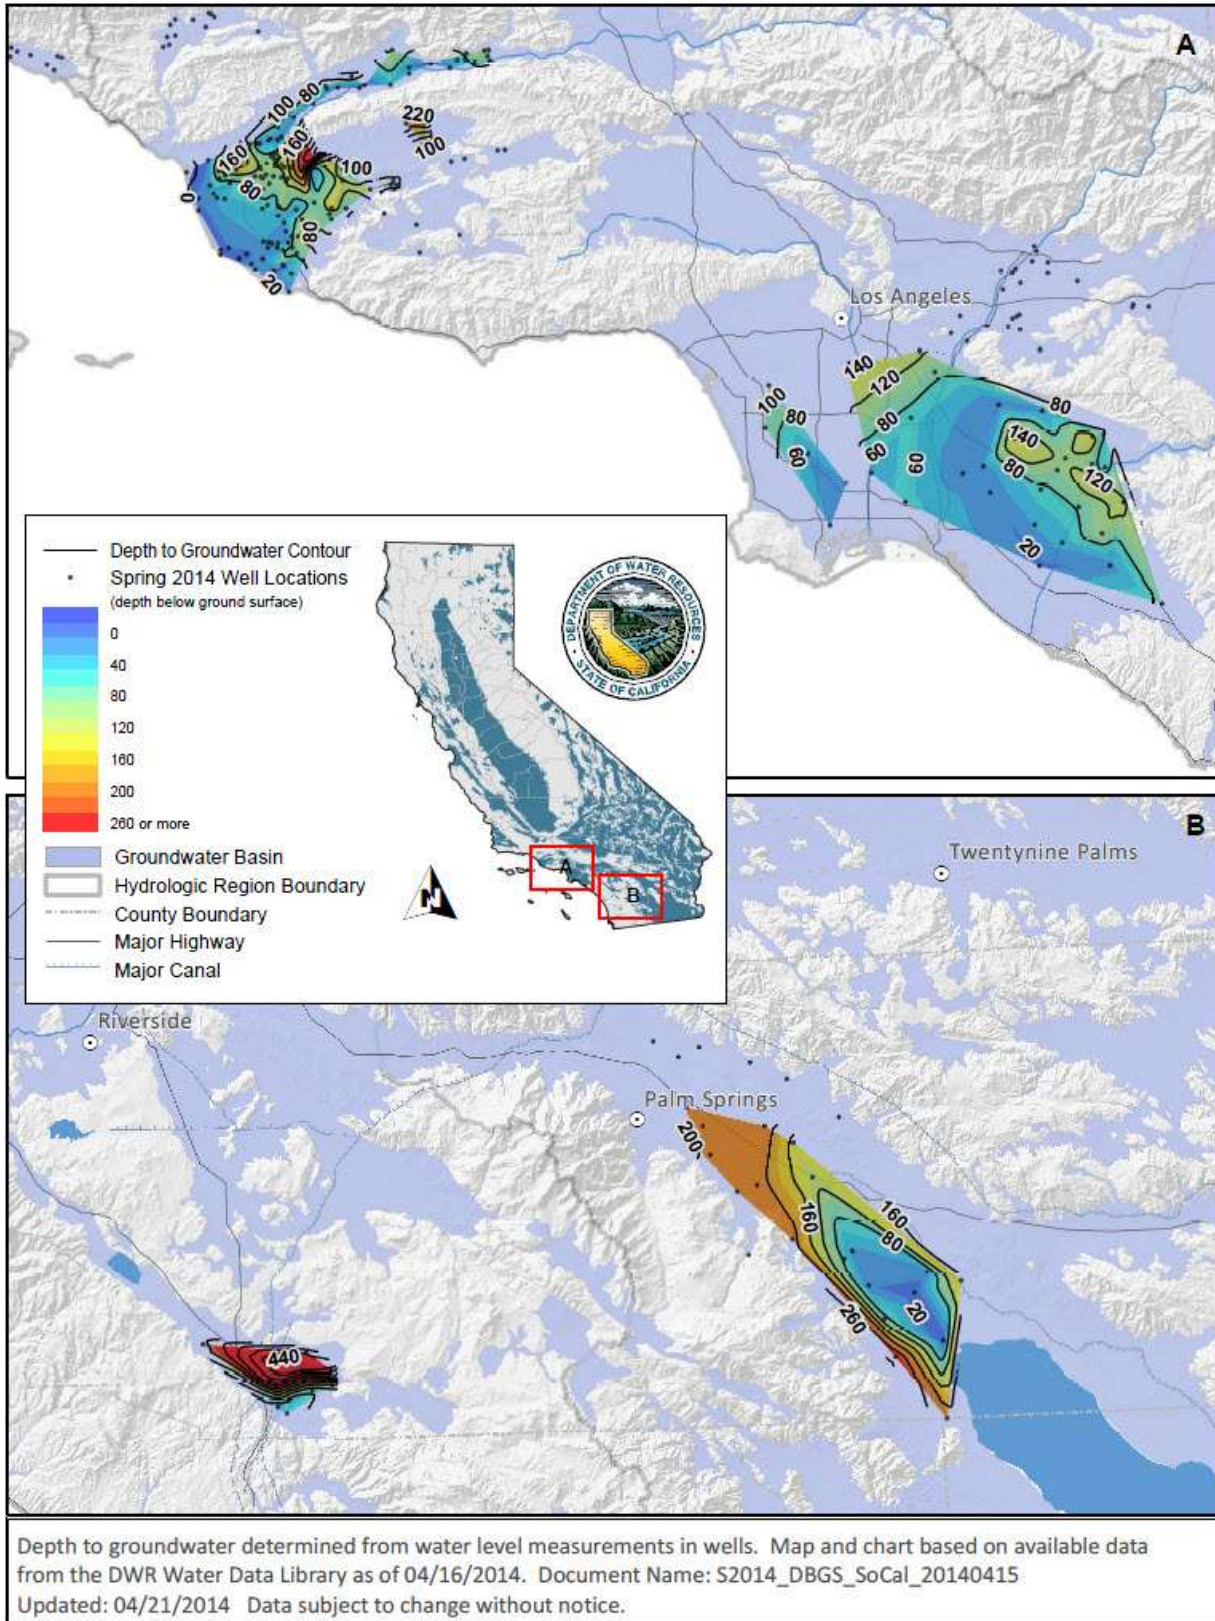 A
100
80
220
100
160
160
100
80
0
80
20
Los Angeles
140
120
100
80
80
80
60
60
60
140
80
120
20
Depth to Groundwater Contour
Spring 2014 Well Locations
(depth below ground surface)
0
40
80
120
160
200
260 or more
Groundwater Basin
Hydrologic Region Boundary
County Boundary
Major Highway
Major Canal
DEPARTMENT OF WATER RESOURCES
STATE OF CALIFORNIA
A
B
N
B
Twentynine Palms
Riverside
Palm Springs
200
160
160
80
260
20
440
Depth to groundwater determined from water level measurements in wells. Map and chart based on available data
from the DWR Water Data Library as of 04/16/2014. Document Name: S2014_DBGS_SoCal_20140415
Updated: 04/21/2014 Data subject to change without notice.